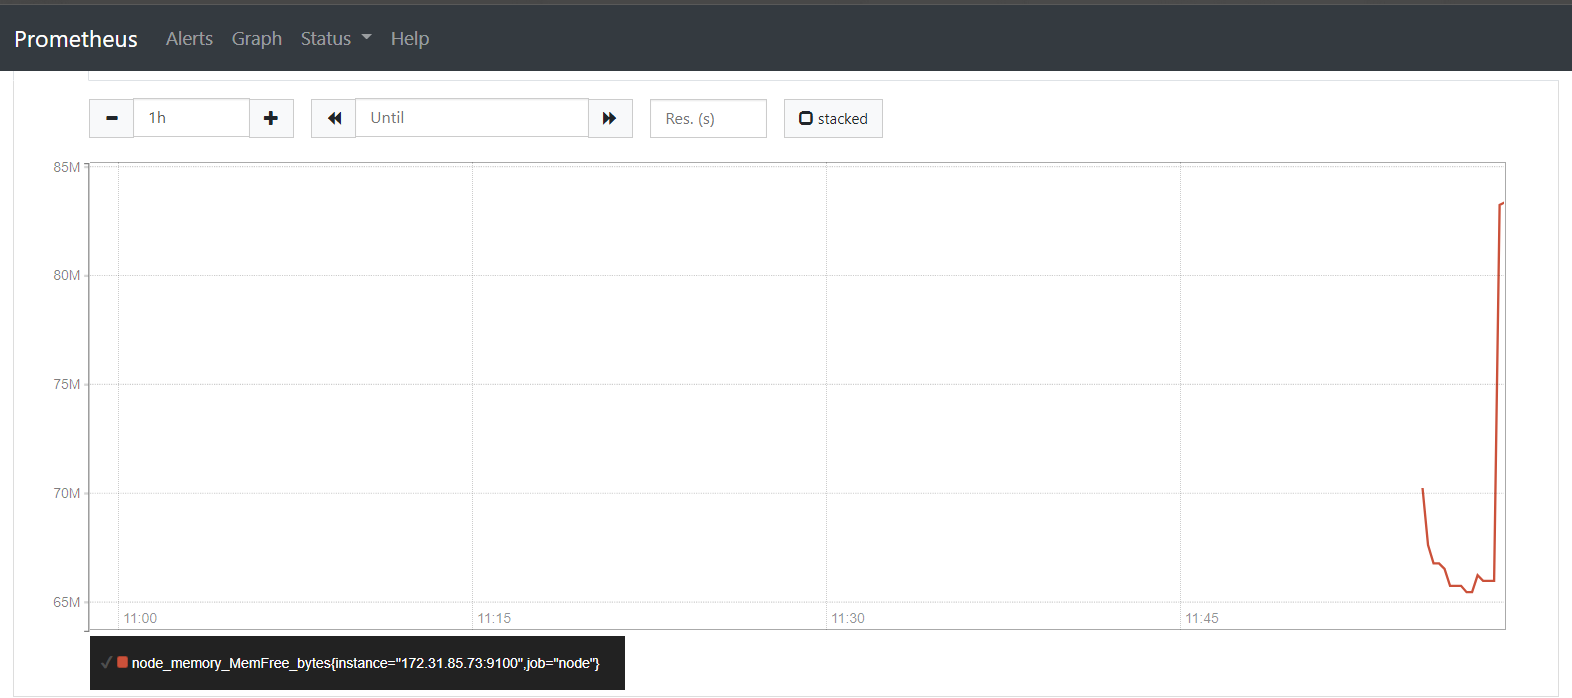 Prometheus Alerts Graph Status Help
1h Until Res. (s) stacked
85M
80M
75M
70M
65M
11:00 11:15 11:30 11:45
node_memory_MemFree_bytes{instance="172.31.85.73:9100",job="node"}